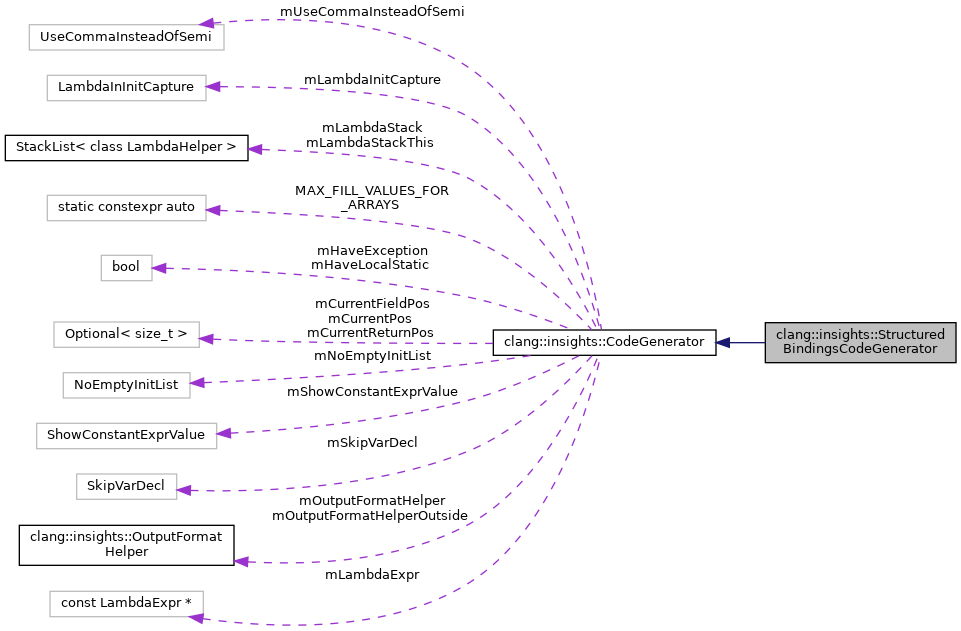 mUseCommaInsteadOfSemi
UseCommaInsteadOfSemi
mLambdaInitCapture
LambdaInInitCapture
mLambdaStack
mLambdaStackThis
StackList< class LambdaHelper >
MAX_FILL_VALUES_FOR
_ARRAYS
static constexpr auto
mHaveException
mHaveLocalStatic
bool
mCurrentFieldPos
mCurrentPos
mCurrentReturnPos
Optional< size_t >
clang::insights::CodeGenerator
clang::insights::Structured
BindingsCodeGenerator
mNoEmptyInitList
NoEmptyInitList
mShowConstantExprValue
ShowConstantExprValue
mSkipVarDecl
SkipVarDecl
mOutputFormatHelper
mOutputFormatHelperOutside
clang::insights::OutputFormat
Helper
mLambdaExpr
const LambdaExpr *